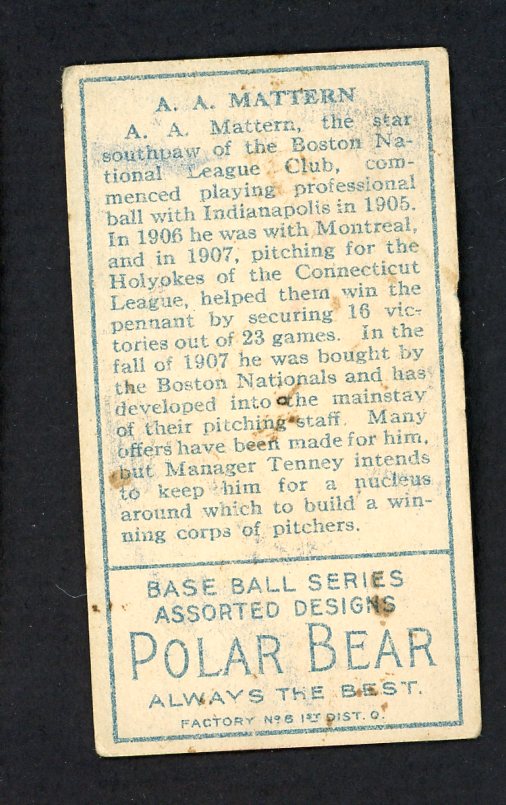 A. A. MATTERN
A. A. Mattern, the star
southpaw of the Boston Na-
tional League Club, com-
menced playing professional
ball with Indianapolis in 1905.
In 1906 he was with Montreal,
and in 1907, pitching for the
Holyokes of the Connecticut
League, helped them win the
pennant by securing 16 vic-
tories out of 23 games. In the
fall of 1907 he was bought by
the Boston Nationals and has
developed into the mainstay
of their pitching staff. Many
offers have been made for him,
but Manager Tenney intends
to keep him for a nucleus
around which to build a win-
ning corps of pitchers.
BASE BALL SERIES
ASSORTED DESIGNS
POLAR BEAR
ALWAYS THE BEST.
FACTORY No 6 1st DIST. O.